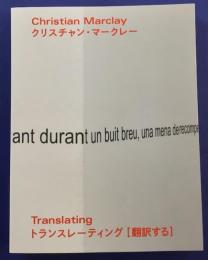 Christian Marclay
クリスチャン・マークレー
ant durant un buit breu, una mena de recompe
Translating
トランスレーティング［翻訳する］